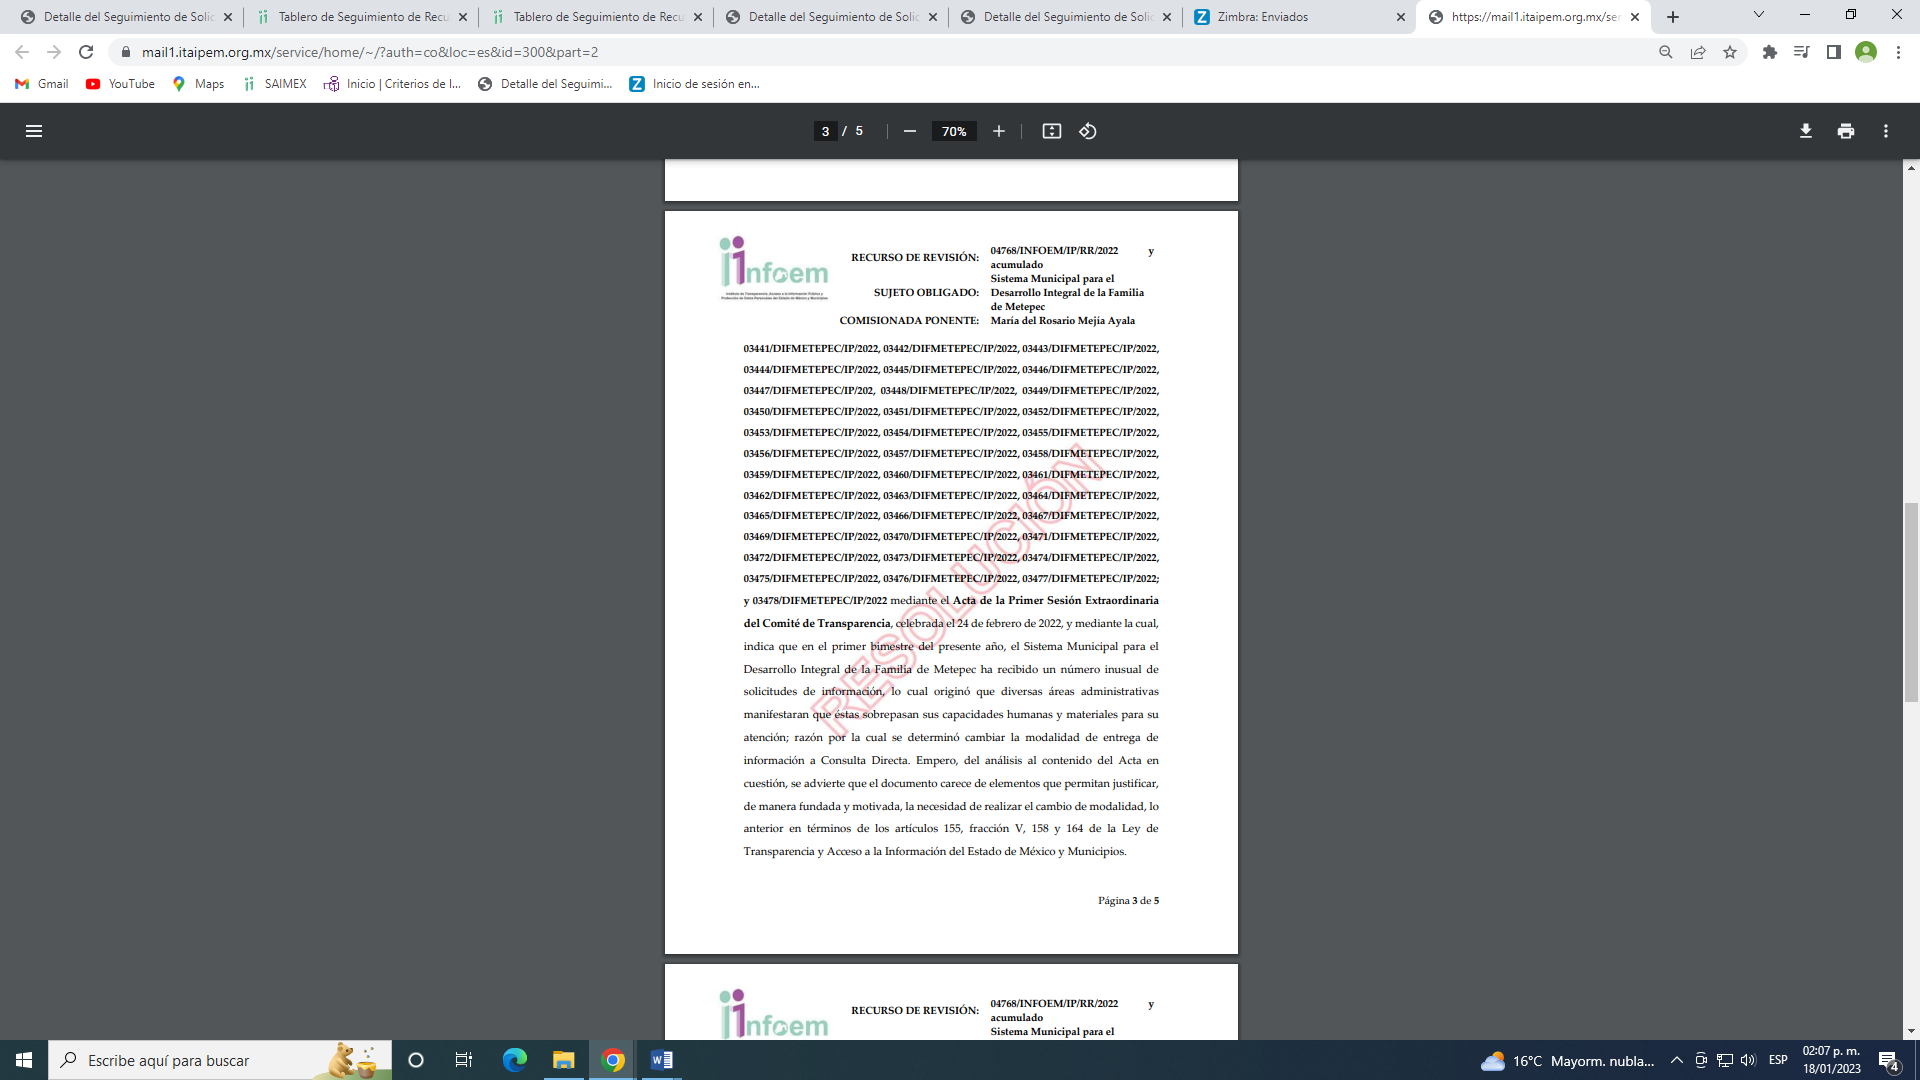 Detalle del Seguimiento de Solic
Tablero de Seguimiento de Recu
Tablero de Seguimiento de Recu
Detalle del Seguimiento de Solic
Detalle del Seguimiento de Solic
Zimbra: Enviados
https://mail1.itaipem.org.mx/ser
mail1.itaipem.org.mx/service/home/~/?auth=co&loc=es&id=300&part=2
Gmail
YouTube
Maps
SAIMEX
Inicio | Criterios de I...
Detalle del Seguimi...
Inicio de sesión en...
3 / 5
70%
infoem
Instituto de Transparencia, Acceso a la Información Pública y
Protección de Datos Personales del Estado de México y Municipios
RECURSO DE REVISIÓN: 04768/INFOEM/IP/RR/2022 y
acumulado
SUJETO OBLIGADO: Sistema Municipal para el
Desarrollo Integral de la Familia
de Metepec
COMISIONADA PONENTE: María del Rosario Mejía Ayala
03441/DIFMETEPEC/IP/2022, 03442/DIFMETEPEC/IP/2022, 03443/DIFMETEPEC/IP/2022,
03444/DIFMETEPEC/IP/2022, 03445/DIFMETEPEC/IP/2022, 03446/DIFMETEPEC/IP/2022,
03447/DIFMETEPEC/IP/202, 03448/DIFMETEPEC/IP/2022, 03449/DIFMETEPEC/IP/2022,
03450/DIFMETEPEC/IP/2022, 03451/DIFMETEPEC/IP/2022, 03452/DIFMETEPEC/IP/2022,
03453/DIFMETEPEC/IP/2022, 03454/DIFMETEPEC/IP/2022, 03455/DIFMETEPEC/IP/2022,
03456/DIFMETEPEC/IP/2022, 03457/DIFMETEPEC/IP/2022, 03458/DIFMETEPEC/IP/2022,
03459/DIFMETEPEC/IP/2022, 03460/DIFMETEPEC/IP/2022, 03461/DIFMETEPEC/IP/2022,
03462/DIFMETEPEC/IP/2022, 03463/DIFMETEPEC/IP/2022, 03464/DIFMETEPEC/IP/2022,
03465/DIFMETEPEC/IP/2022, 03466/DIFMETEPEC/IP/2022, 03467/DIFMETEPEC/IP/2022,
03469/DIFMETEPEC/IP/2022, 03470/DIFMETEPEC/IP/2022, 03471/DIFMETEPEC/IP/2022,
03472/DIFMETEPEC/IP/2022, 03473/DIFMETEPEC/IP/2022, 03474/DIFMETEPEC/IP/2022,
03475/DIFMETEPEC/IP/2022, 03476/DIFMETEPEC/IP/2022, 03477/DIFMETEPEC/IP/2022;
y 03478/DIFMETEPEC/IP/2022 mediante el Acta de la Primer Sesión Extraordinaria
del Comité de Transparencia, celebrada el 24 de febrero de 2022, y mediante la cual,
indica que en el primer bimestre del presente año, el Sistema Municipal para el
Desarrollo Integral de la Familia de Metepec ha recibido un número inusual de
solicitudes de información, lo cual originó que diversas áreas administrativas
manifestaran que éstas sobrepasan sus capacidades humanas y materiales para su
atención; razón por la cual se determinó cambiar la modalidad de entrega de
información a Consulta Directa. Empero, del análisis al contenido del Acta en
cuestión, se advierte que el documento carece de elementos que permitan justificar,
de manera fundada y motivada, la necesidad de realizar el cambio de modalidad, lo
anterior en términos de los artículos 155, fracción V, 158 y 164 de la Ley de
Transparencia y Acceso a la Información del Estado de México y Municipios.
RESOLUCIÓN
Página 3 de 5
infoem
RECURSO DE REVISIÓN: 04768/INFOEM/IP/RR/2022 y
acumulado
Sistema Municipal para el
Escribe aquí para buscar
16°C Mayorm. nubla...
ESP
02:07 p. m.
18/01/2023
4